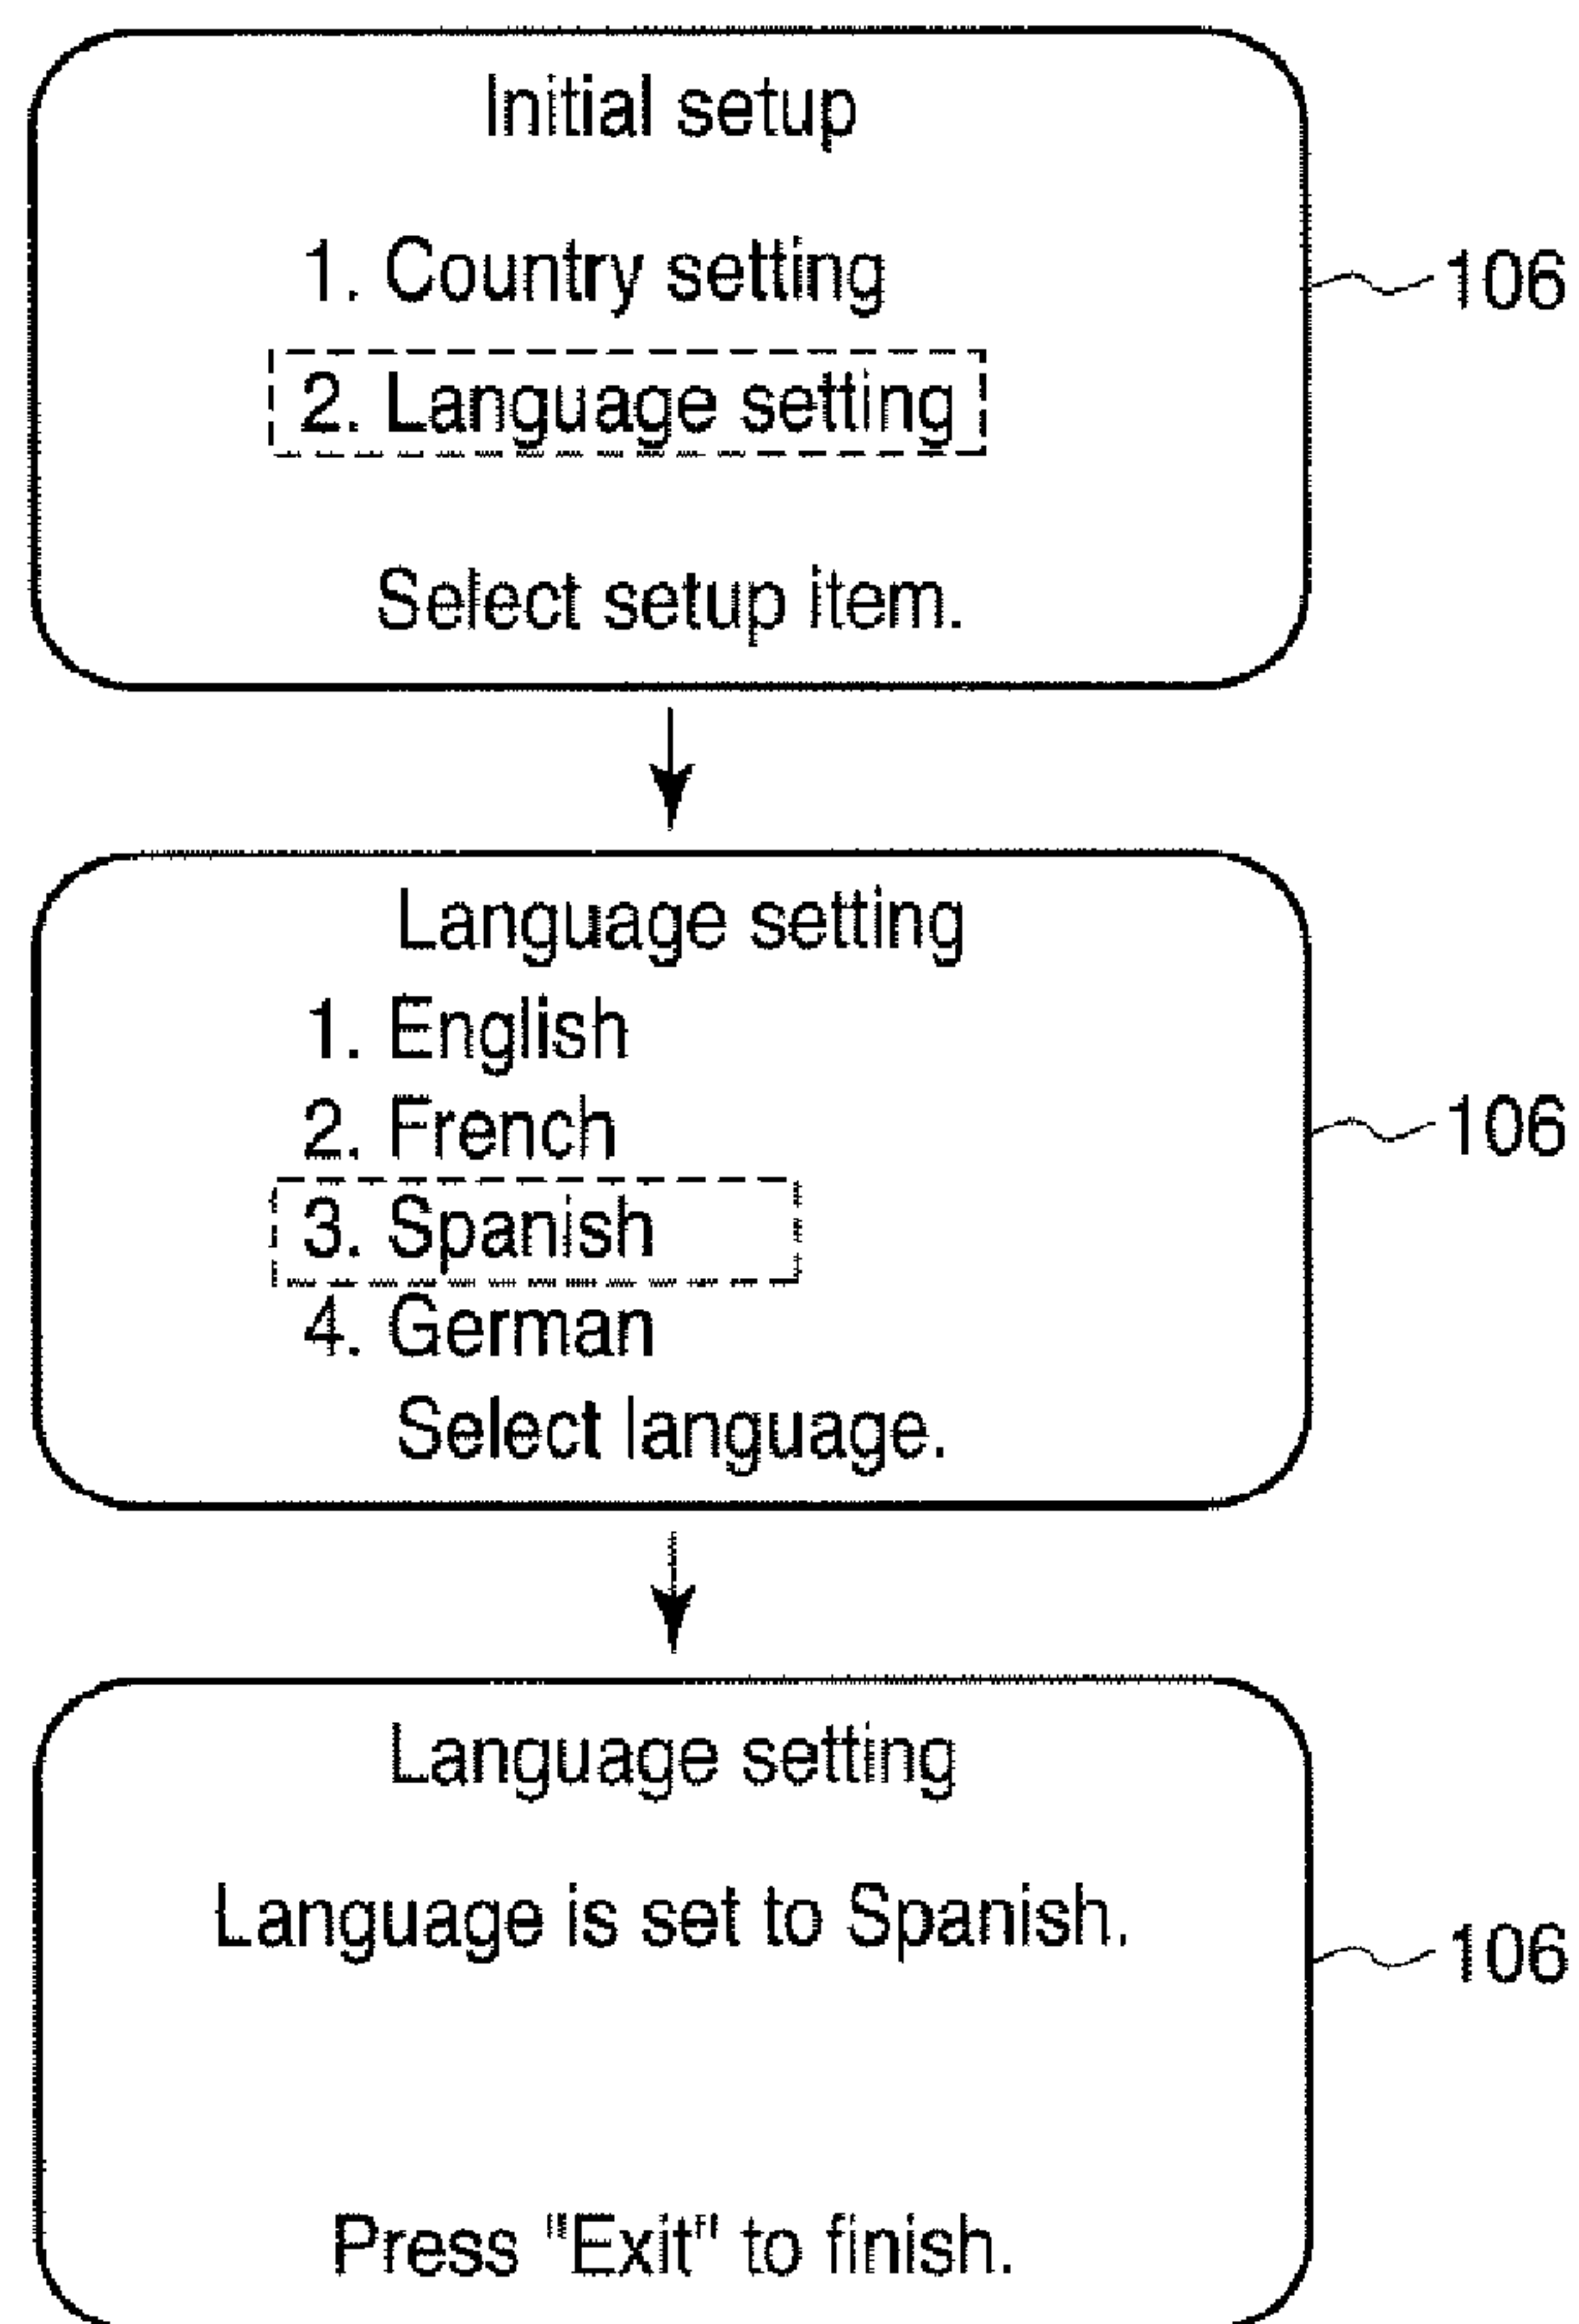 Initial setup
1. Country setting
106
2. Language setting
Select setup item.
Language setting
1. English
2. French
106
3. Spanish
4. German
Select language.
Language setting
Language is set to Spanish.
106
Press "Exit" to finish.